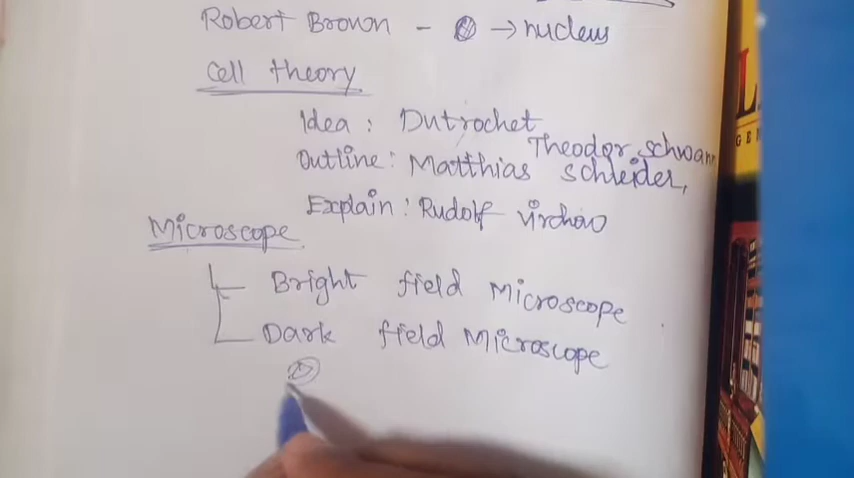 Robert Brown - → nucleus
Cell theory
Idea : Dutrochet
Theodor schwann
Outline : Matthias Schleider,
Explain : Rudolf virchow
Microscope
Bright field Microscope
Dark field Microscope